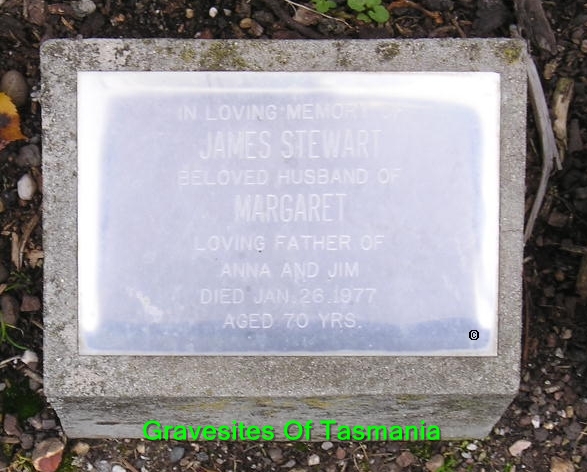 IN LOVING MEMORY OF
JAMES STEWART
BELOVED HUSBAND OF
MARGARET
LOVING FATHER OF
ANNA AND JIM
DIED JAN. 26. 1977
AGED 70 YRS.
©
Gravesites Of Tasmania